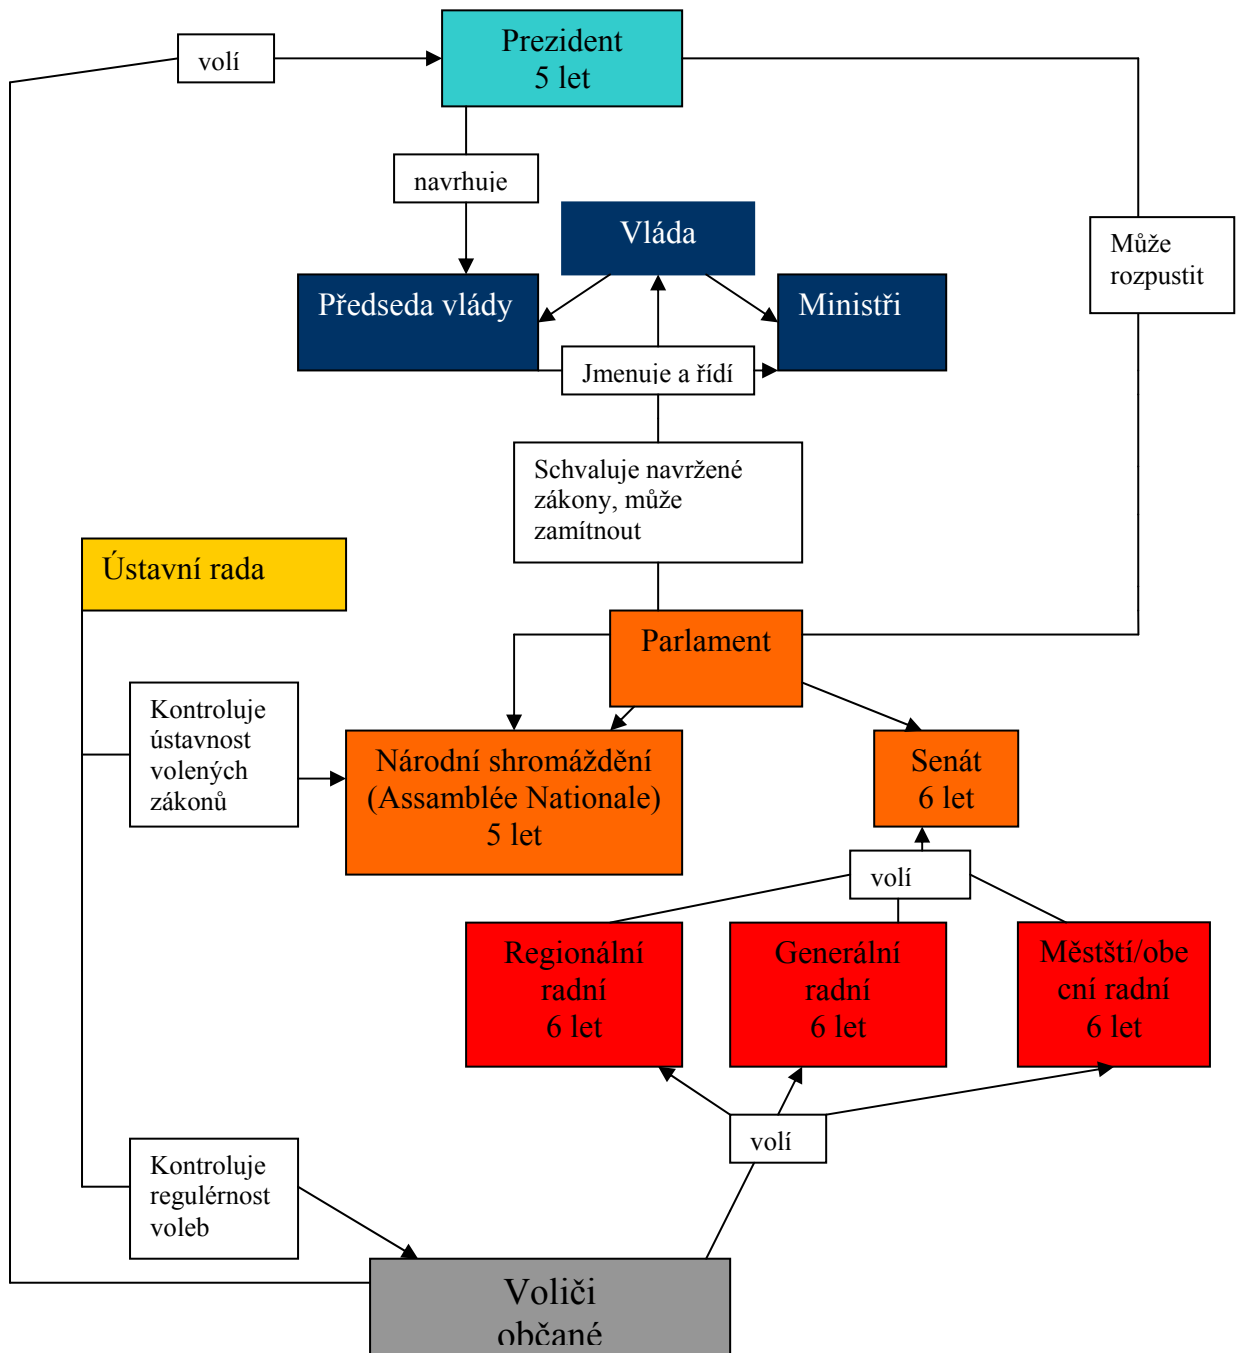 Prezident
5 let
volí
navrhuje
Vláda
Může
rozpustit
Předseda vlády
Ministři
Jmenuje a řídí
Schvaluje navržené
zákony, může
zamítnout
Ústavní rada
Parlament
Kontroluje
ústavnost
volených
zákonů
Národní shromáždění
(Assamblée Nationale)
5 let
Senát
6 let
volí
Regionální
radní
6 let
Generální
radní
6 let
Městští/obe
cní radní
6 let
volí
Kontroluje
regulérnost
voleb
Voliči
občané